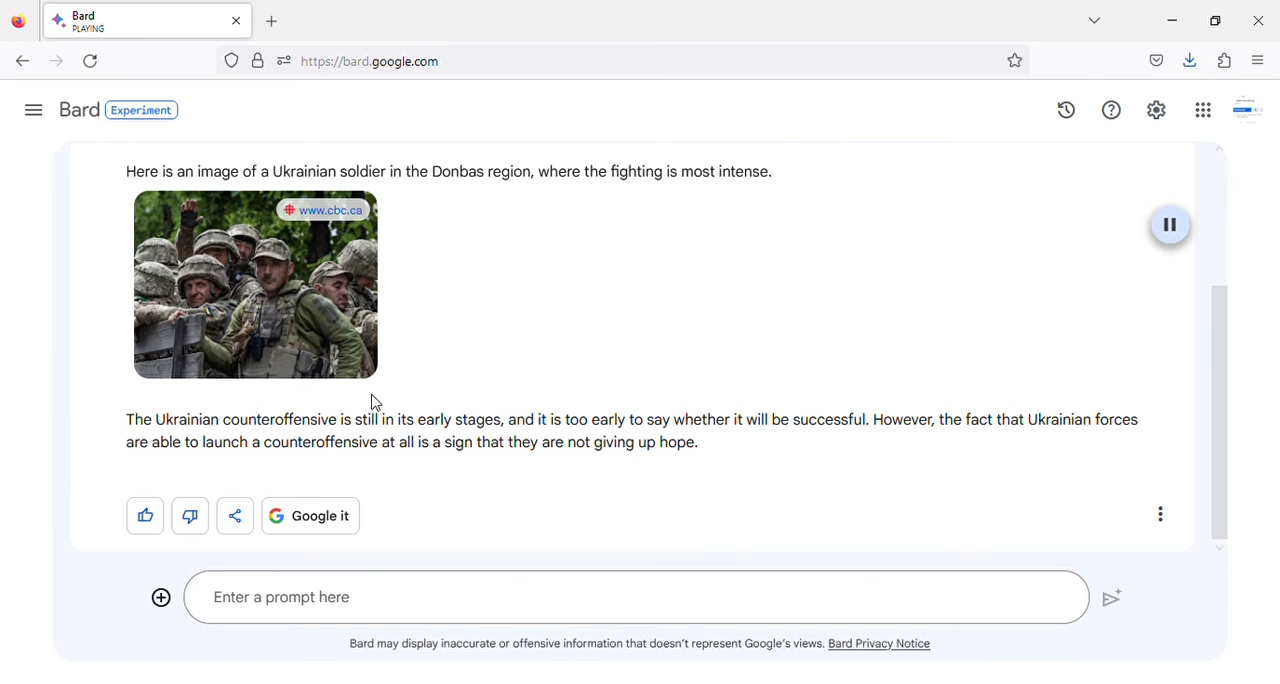 Bard
PLAYING
https://bard.google.com
Bard Experiment
Here is an image of a Ukrainian soldier in the Donbas region, where the fighting is most intense.
www.cbc.ca
The Ukrainian counteroffensive is still in its early stages, and it is too early to say whether it will be successful. However, the fact that Ukrainian forces
are able to launch a counteroffensive at all is a sign that they are not giving up hope.
Google it
Enter a prompt here
Bard may display inaccurate or offensive information that doesn't represent Google's views. Bard Privacy Notice